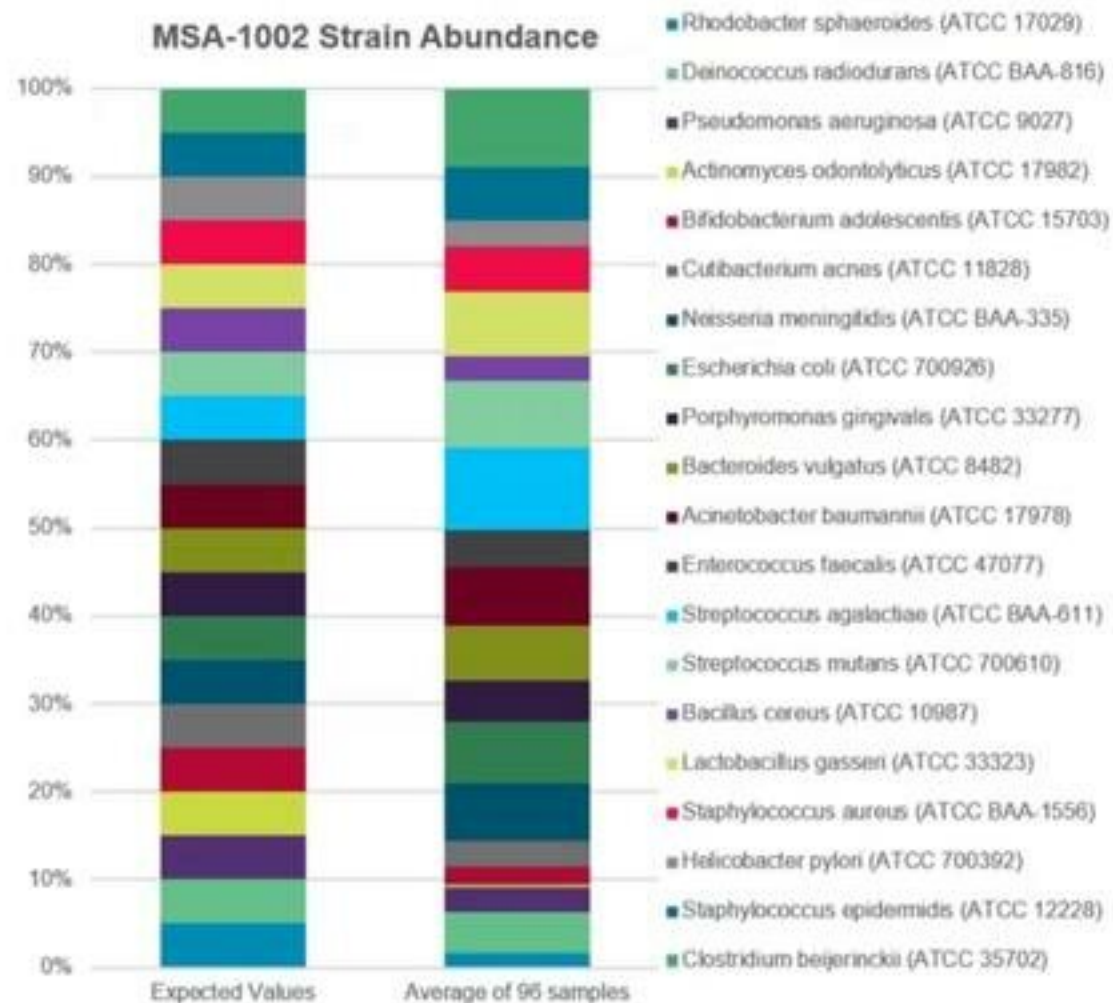 MSA-1002 Strain Abundance
100%
90%
80%
70%
60%
50%
40%
30%
20%
10%
0%
Expected Values
Average of 96 samples
Rhodobacter sphaeroides (ATCC 17029)
Deinococcus radiodurans (ATCC BAA-816)
Pseudomonas aeruginosa (ATCC 9027)
Actinomyces odontolyticus (ATCC 17982)
Bifidobacterium adolescentis (ATCC 15703)
Cutibacterium acnes (ATCC 11828)
Neisseria meningitidis (ATCC BAA-335)
Escherichia coli (ATCC 700926)
Porphyromonas gingivalis (ATCC 33277)
Bacteroides vulgatus (ATCC 8482)
Acinetobacter baumannii (ATCC 17978)
Enterococcus faecalis (ATCC 47077)
Streptococcus agalactiae (ATCC BAA-611)
Streptococcus mutans (ATCC 700610)
Bacillus cereus (ATCC 10987)
Lactobacillus gasseri (ATCC 33323)
Staphylococcus aureus (ATCC BAA-1556)
Helicobacter pylori (ATCC 700392)
Staphylococcus epidermidis (ATCC 12228)
Clostridium beijerinckii (ATCC 35702)